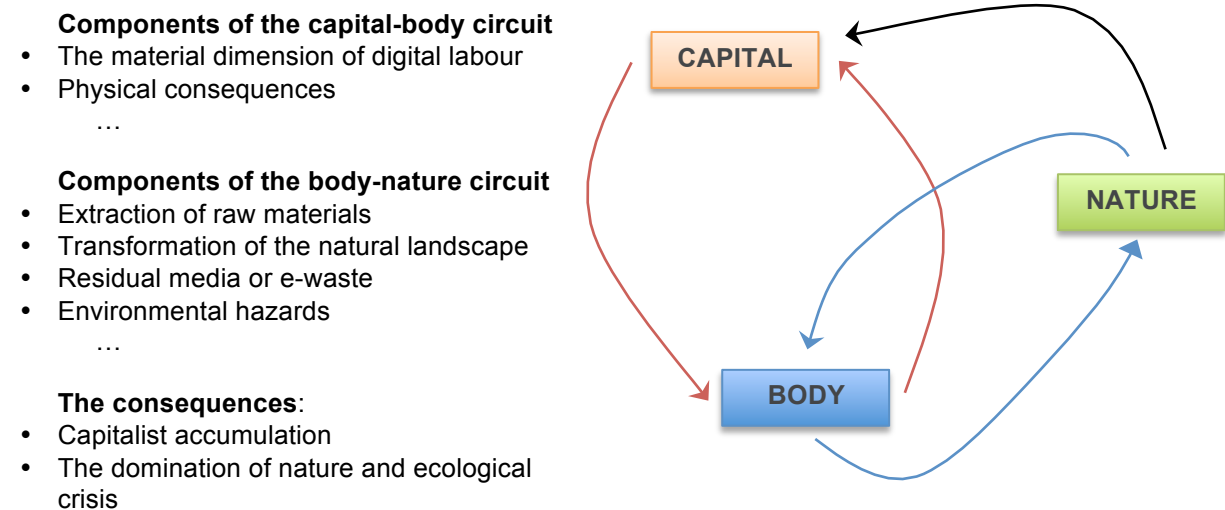 Components of the capital-body circuit
• The material dimension of digital labour
• Physical consequences
…
Components of the body-nature circuit
• Extraction of raw materials
• Transformation of the natural landscape
• Residual media or e-waste
• Environmental hazards
…
The consequences:
• Capitalist accumulation
• The domination of nature and ecological
crisis
CAPITAL
NATURE
BODY